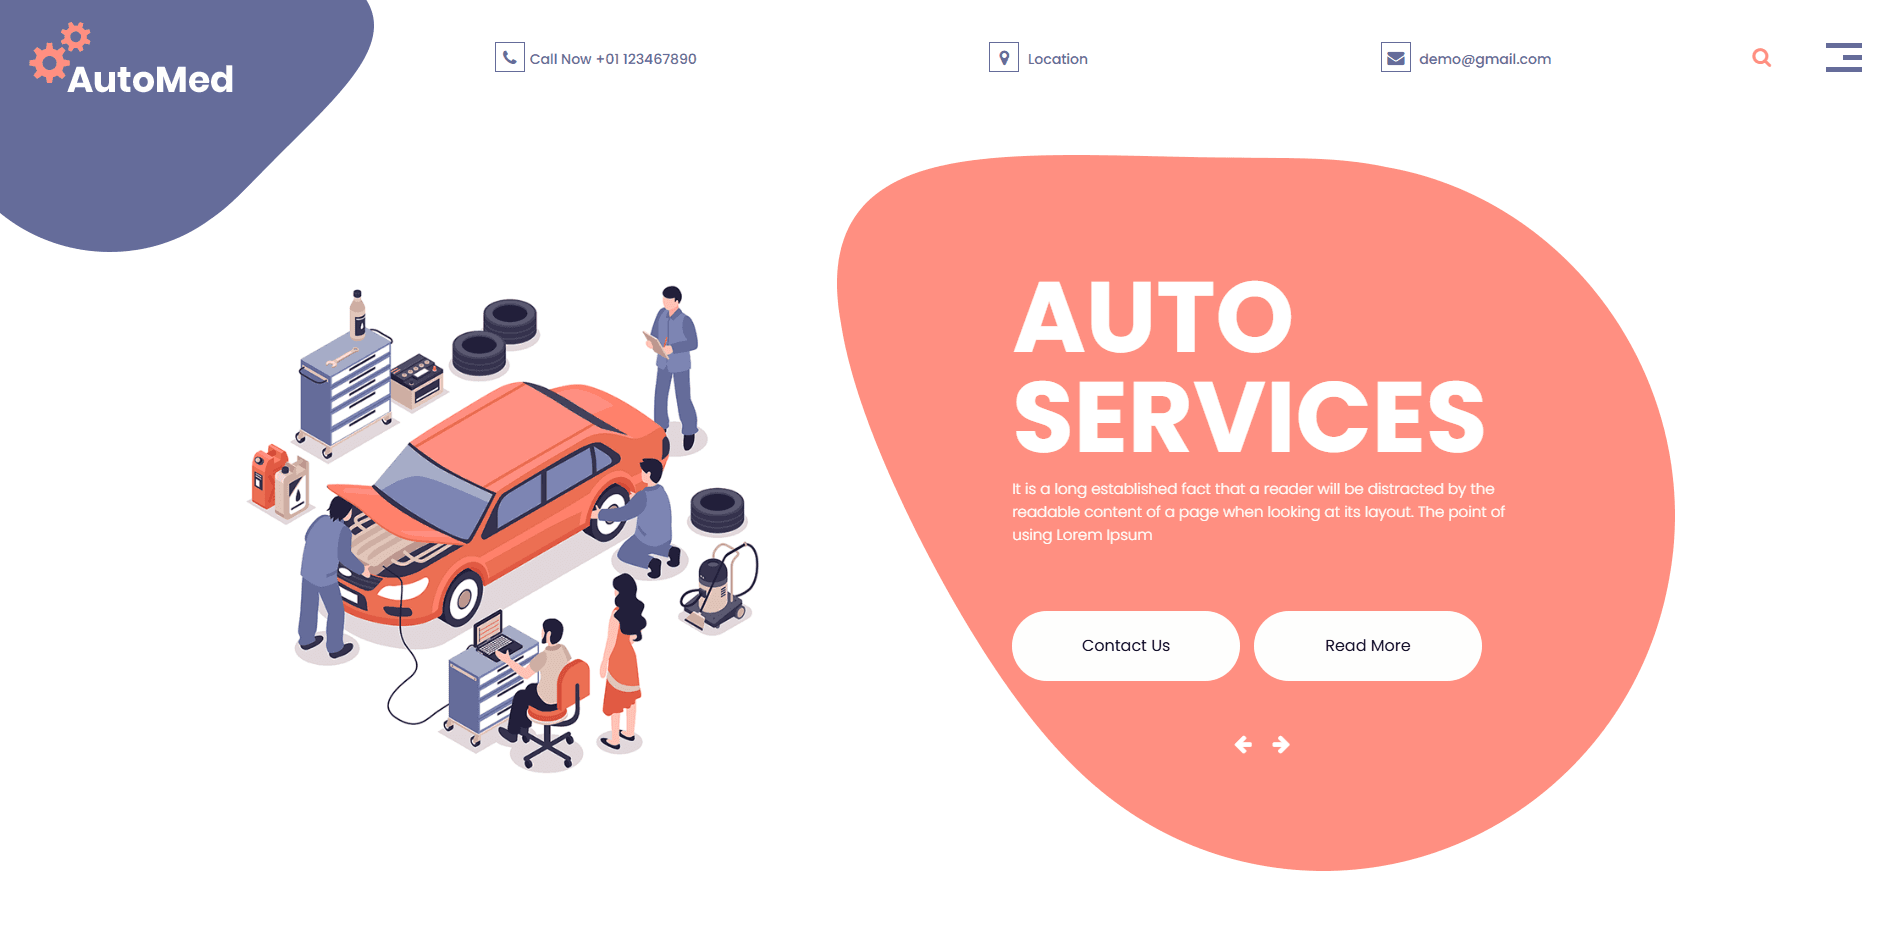 AutoMed
Call Now +01 123467890
Location
demo@gmail.com
AUTO
SERVICES
It is a long established fact that a reader will be distracted by the
readable content of a page when looking at its layout. The point of
using Lorem Ipsum
Contact Us
Read More